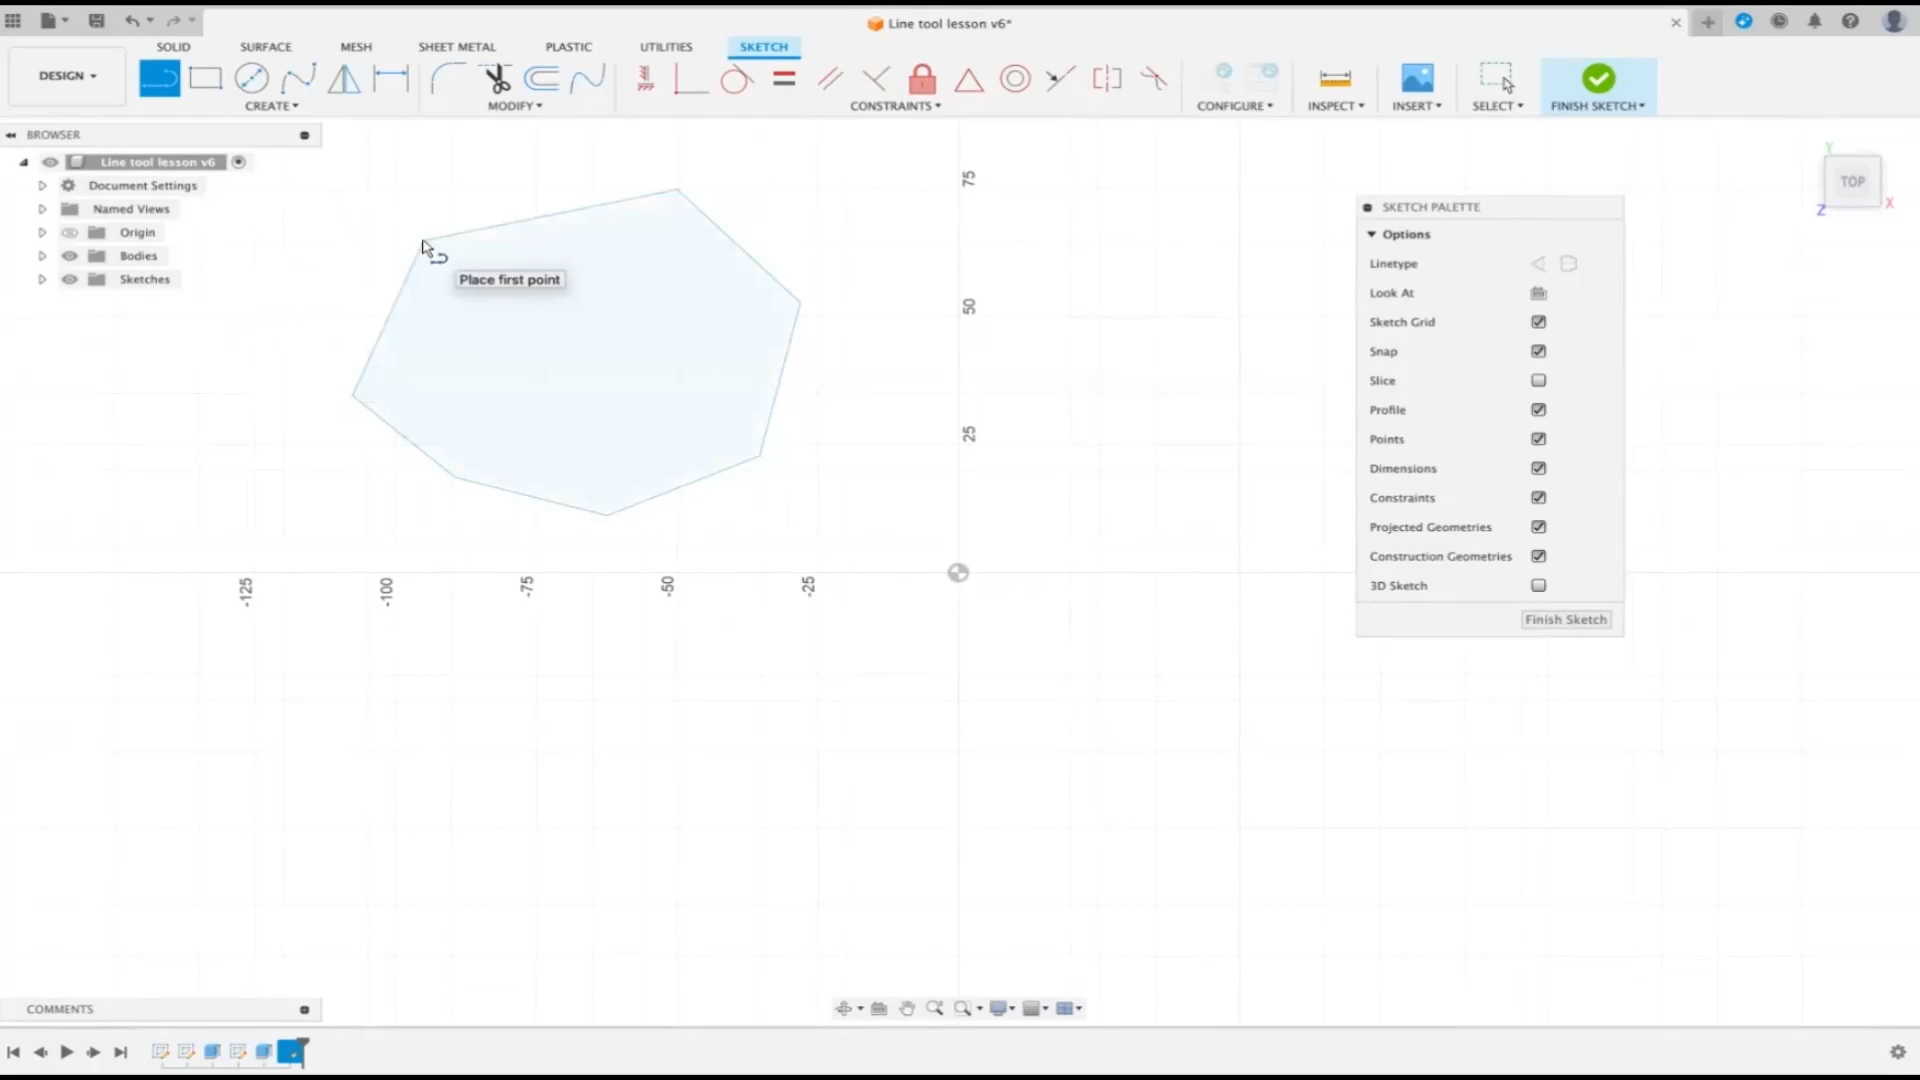 Line tool lesson v6*
SOLID SURFACE MESH SHEET METAL PLASTIC UTILITIES SKETCH
DESIGN
CREATE MODIFY CONSTRAINTS CONFIGURE INSPECT INSERT SELECT FINISH SKETCH
BROWSER
Line tool lesson v6
Document Settings
Named Views
Origin
Bodies
Sketches
Place first point
75
50
25
-125 -100 -75 -50 -25
TOP
Y
X
Z
SKETCH PALETTE
Options
Linetype
Look At
Sketch Grid
Snap
Slice
Profile
Points
Dimensions
Constraints
Projected Geometries
Construction Geometries
3D Sketch
Finish Sketch
COMMENTS